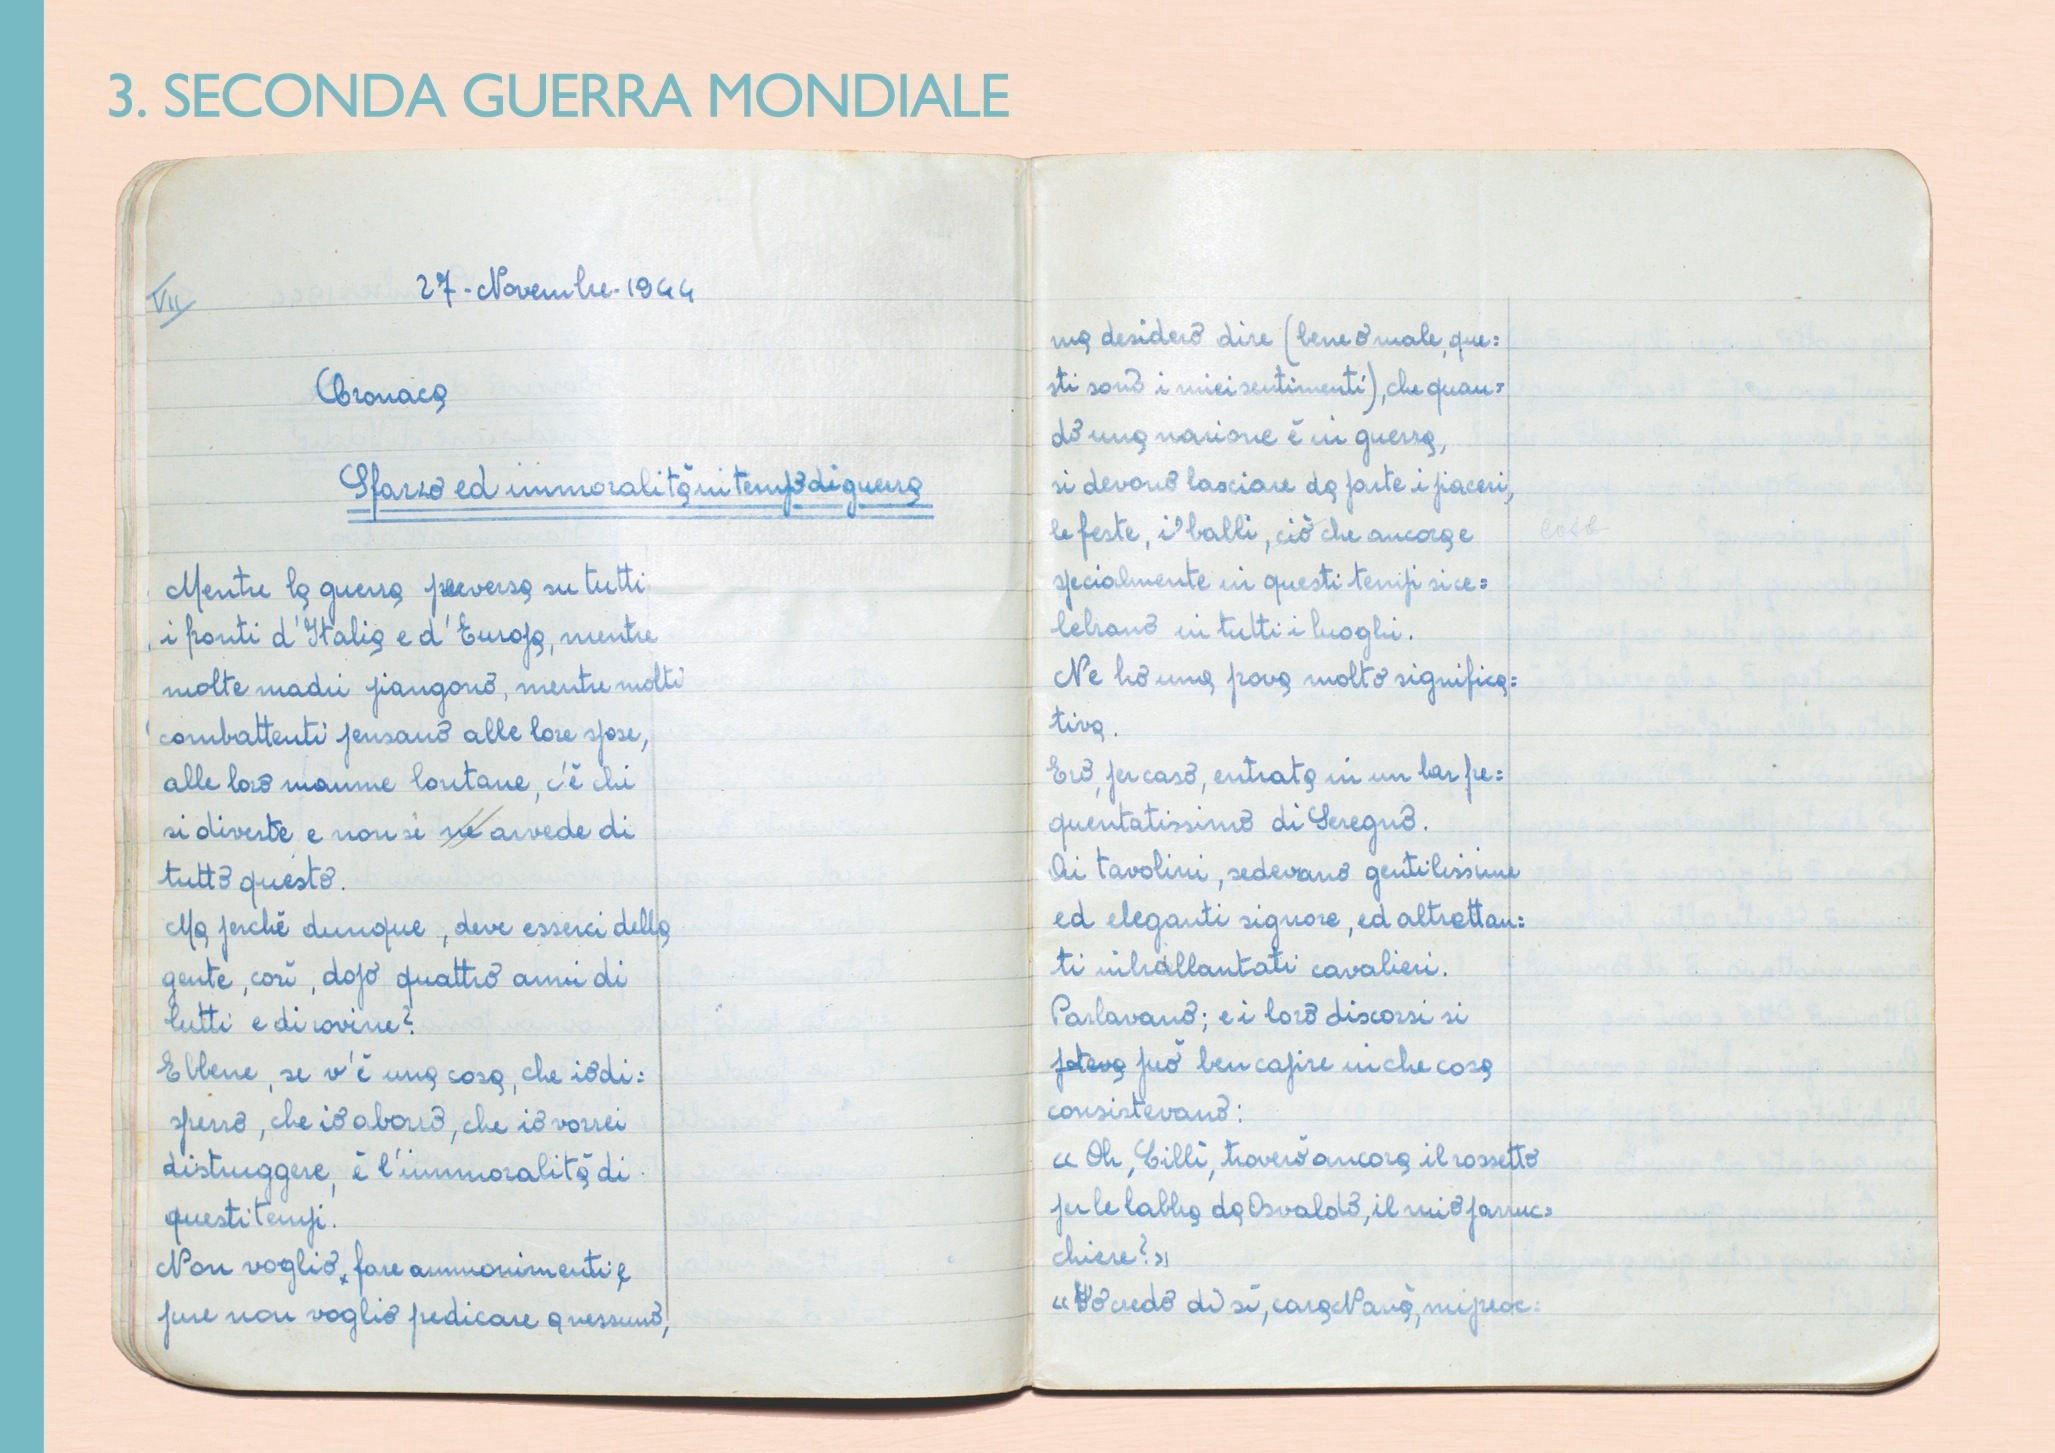 3. SECONDA GUERRA MONDIALE
VII
27-Novembre-1944
Cronaca
Sfarzo ed immoralità in tempo di guerra
Mentre la guerra perversa su tutti
i fronti d'Italia e d'Europa, mentre
molte madri piangono, mentre molti
combattenti pensano alle loro spose,
alle loro mamme lontane, c'è chi
si diverte e non si ne avvede di
tutto questo.
Ma perchè dunque, deve esserci della
gente, così, dopo quattro anni di
lutti e di rovine?
Ebbene, se v'è una cosa, che io di=
sperro, che io aborro, che io vorrei
distruggere, è l'immoralità di
questi tempi.
Non voglio, fare ammonimenti e
pure non voglio predicare a nessuno,
ma desidero dire (bene o male, que=
sti sono i miei sentimenti), che quan=
do una nazione è in guerra,
si devono lasciare da parte i piaceri,
le feste, i balli, ciò che ancora e
specialmente in questi tempi si ce=
lebrano in tutti i luoghi.
Ne ho una prova molto significa=
tiva.
Ero, per caso, entrata in un bar fre=
quentatissimo di Seregno.
Ai tavolini, sedevano gentilissime
ed eleganti signore, ed altrettan=
ti imbrillantati cavalieri.
Parlavano; e i loro discorsi si
poteva può ben capire in che cosa
consistevano:
« Oh, Cilli, troverò ancora il rossetto
per le labbra da Osvaldo, il mio parruc=
chiere?»
« Io credo di sì, cara Nanà, mi